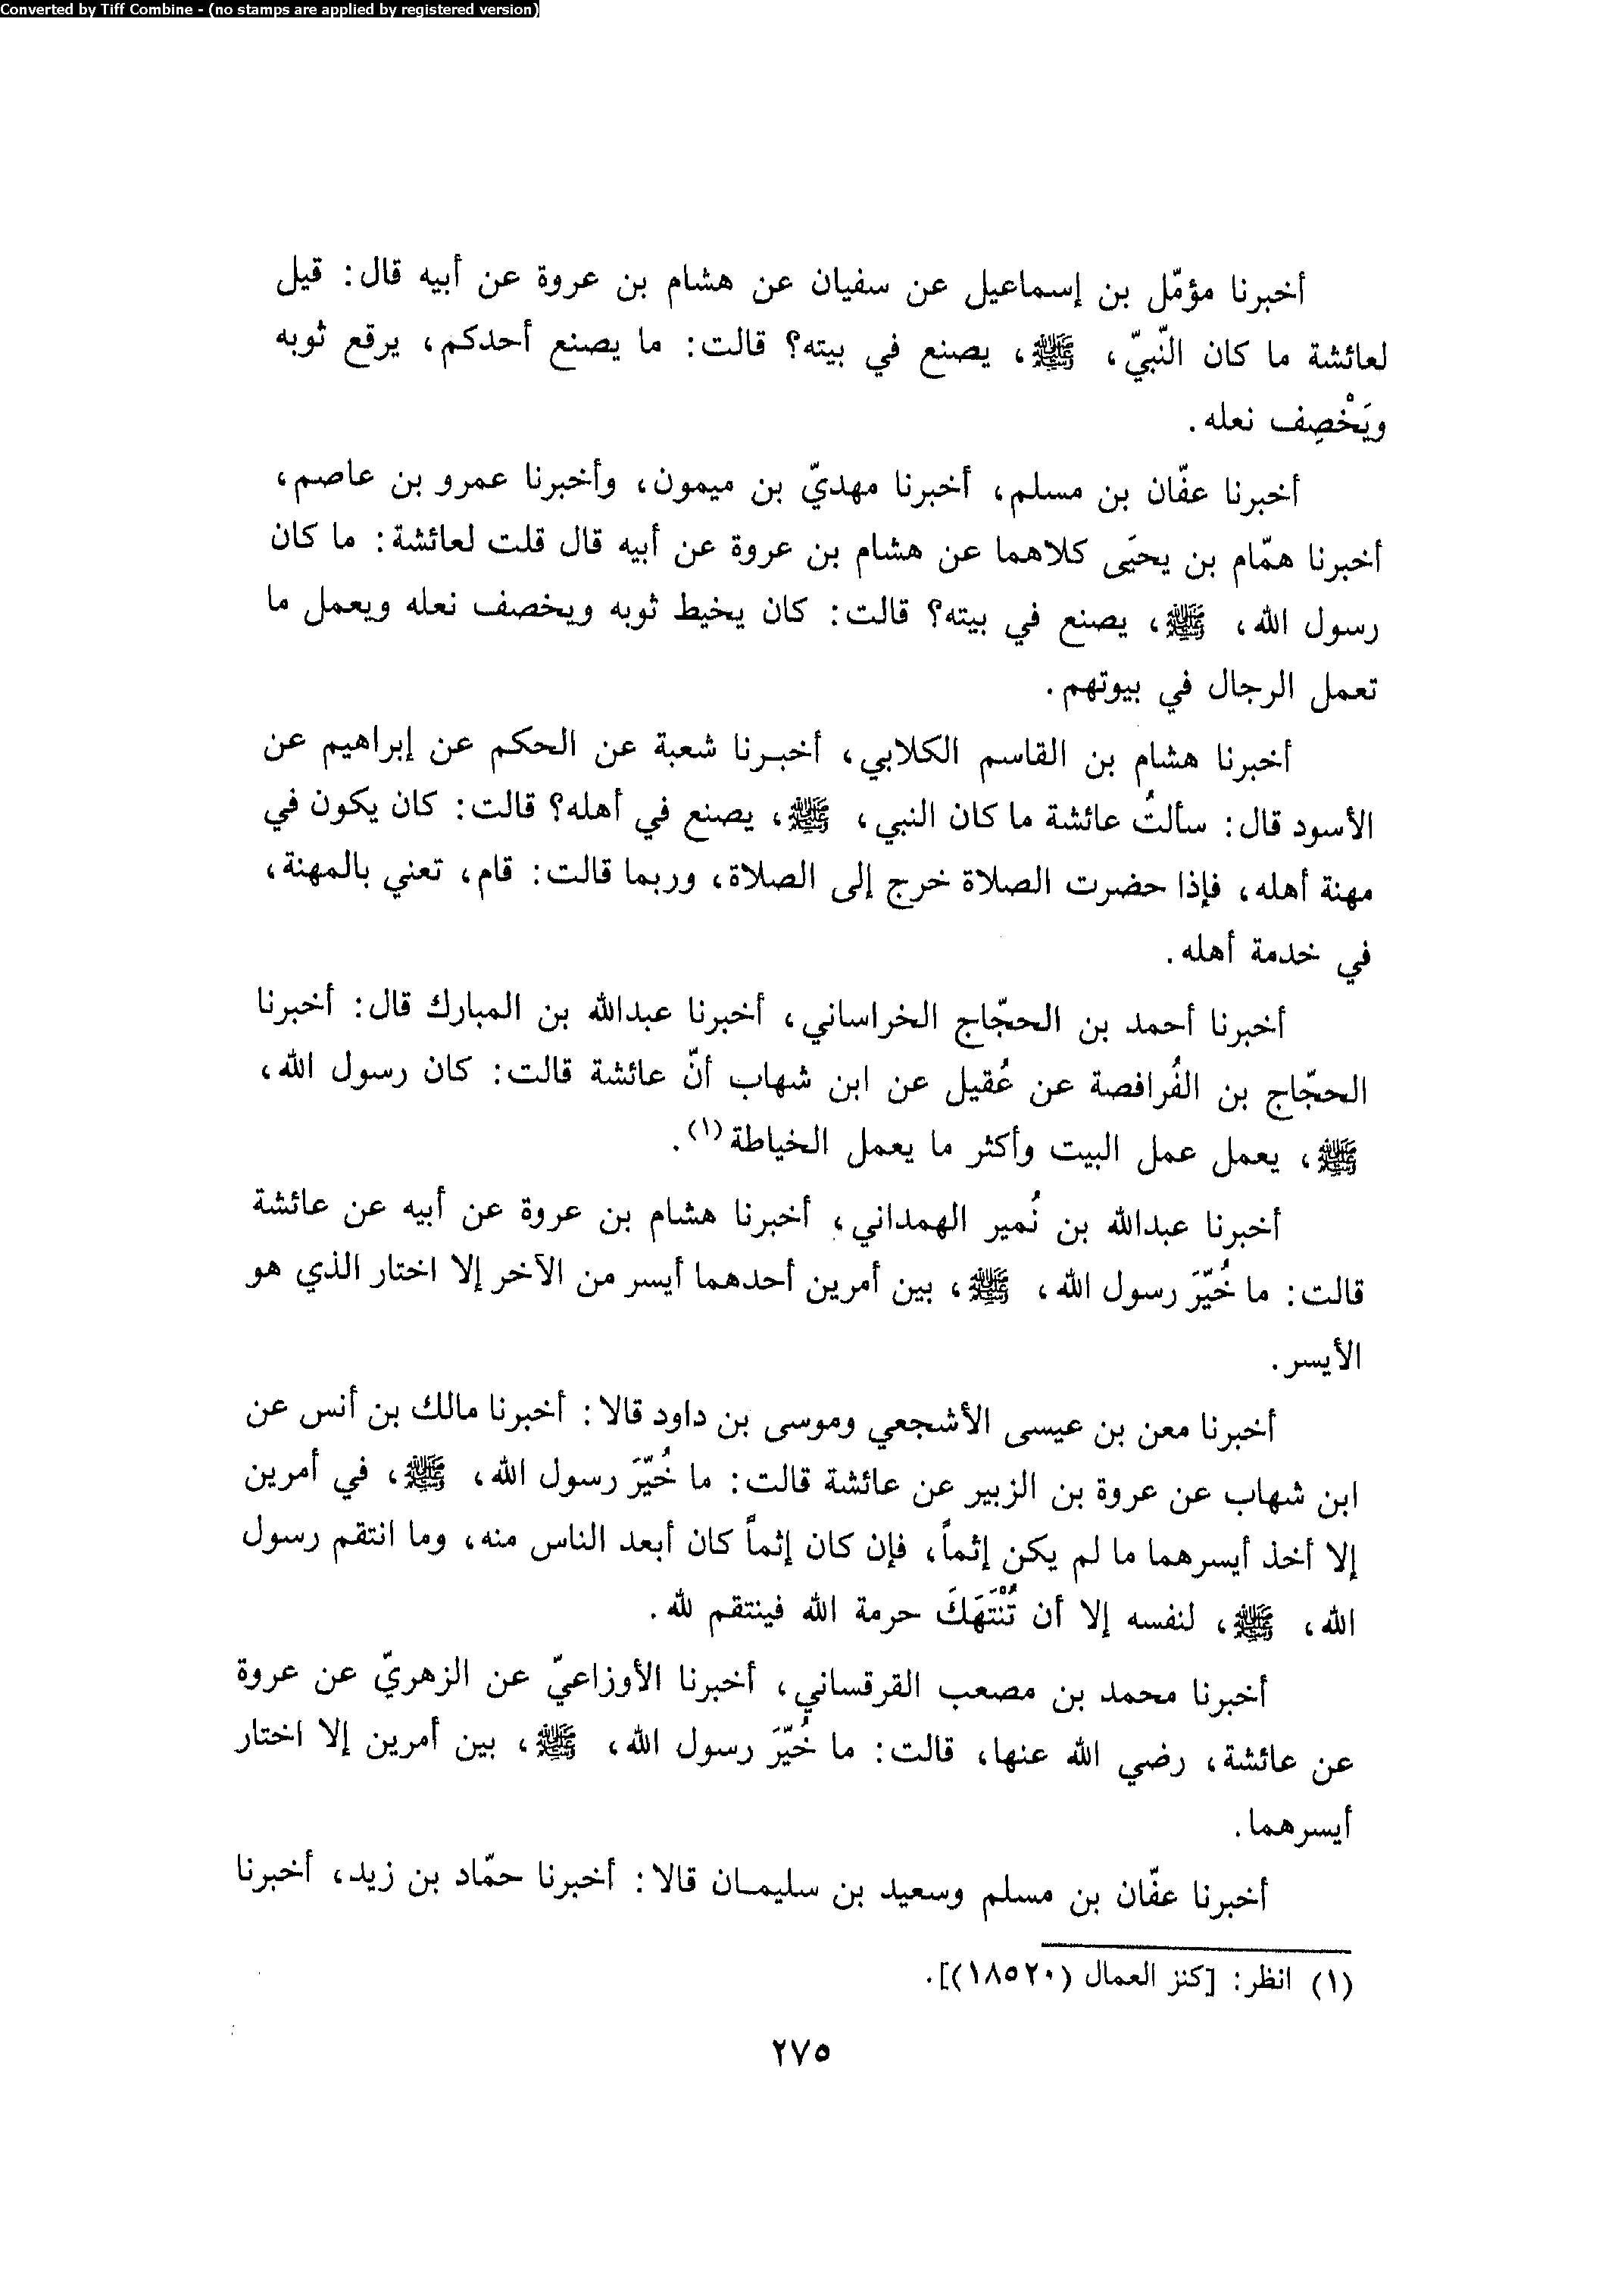 Converted by Tiff Combine - (no stamps are applied by registered version)
أخبرنا مؤمّل بن إسماعيل عن سفيان عن هشام بن عروة عن أبيه قال: قيل
لعائشة ما كان النّبيّ، ﷺ، يصنع في بيته؟ قالت: ما يصنع أحدكم، يرقع ثوبه
ويَخْصِف نعله.
أخبرنا عفّان بن مسلم، أخبرنا مهديّ بن ميمون، وأخبرنا عمرو بن عاصم،
أخبرنا همّام بن يحيَى كلاهما عن هشام بن عروة عن أبيه قال قلت لعائشة: ما كان
رسول الله، ﷺ، يصنع في بيته؟ قالت: كان يخيط ثوبه ويخصف نعله ويعمل ما
تعمل الرجال في بيوتهم.
أخبرنا هشام بن القاسم الكلابي، أخبرنا شعبة عن الحكم عن إبراهيم عن
الأسود قال: سألتُ عائشة ما كان النبي، ﷺ، يصنع في أهله؟ قالت: كان يكون في
مهنة أهله، فإذا حضرت الصلاة خرج إلى الصلاة، وربما قالت: قام، تعني بالمهنة،
في خدمة أهله.
أخبرنا أحمد بن الحجّاج الخراساني، أخبرنا عبدالله بن المبارك قال: أخبرنا
الحجّاج بن الفُرافصة عن عُقيل عن ابن شهاب أنّ عائشة قالت: كان رسول الله،
ﷺ، يعمل عمل البيت وأكثر ما يعمل الخياطة(١).
أخبرنا عبدالله بن نُمير الهمداني، أخبرنا هشام بن عروة عن أبيه عن عائشة
قالت: ما خُيّرَ رسول الله، ﷺ، بين أمرين أحدهما أيسر من الآخر إلا اختار الذي هو
الأيسر.
أخبرنا معن بن عيسى الأشجعي وموسى بن داود قالا: أخبرنا مالك بن أنس عن
ابن شهاب عن عروة بن الزبير عن عائشة قالت: ما خُيّرَ رسول الله، ﷺ، في أمرين
إلا أخذ أيسرهما ما لم يكن إثماً، فإن كان إثماً كان أبعد الناس منه، وما انتقم رسول
الله، ﷺ، لنفسه إلا أن تُنْتَهَكَ حرمة الله فينتقم لله.
أخبرنا محمد بن مصعب القرقساني، أخبرنا الأوزاعيّ عن الزهريّ عن عروة
عن عائشة، رضي الله عنها، قالت: ما خُيّرَ رسول الله، ﷺ، بين أمرين إلا اختار
أيسرهما.
أخبرنا عفّان بن مسلم وسعيد بن سليمان قالا: أخبرنا حمّاد بن زيد، أخبرنا
(١) انظر: [كنز العمال (١٨٥٢٠)].
٢٧٥